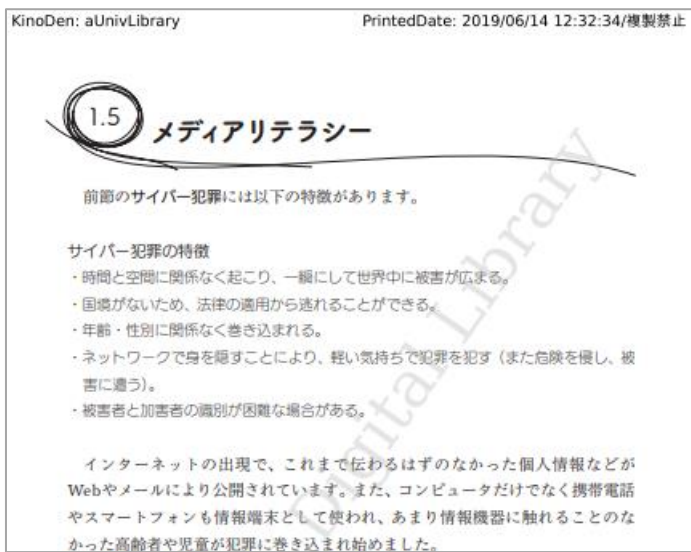 KinoDen: aUnivLibrary PrintedDate: 2019/06/14 12:32:34/複製禁止
1.5 メディアリテラシー
前節のサイバー犯罪には以下の特徴があります。
サイバー犯罪の特徴
・時間と空間に関係なく起こり、一瞬にして世界中に被害が広まる。
・国境がないため、法律の適用から逃れることができる。
・年齢・性別に関係なく巻き込まれる。
・ネットワークで身を隠すことにより、軽い気持ちで犯罪を犯す（また危険を侵し、被
害に遭う）。
・被害者と加害者の識別が困難な場合がある。
インターネットの出現で、これまで伝わるはずのなかった個人情報などが
Webやメールにより公開されています。また、コンピュータだけでなく携帯電話
やスマートフォンも情報端末として使われ、あまり情報機器に触れることのな
かった高齢者や児童が犯罪に巻き込まれ始めました。
Digital Library